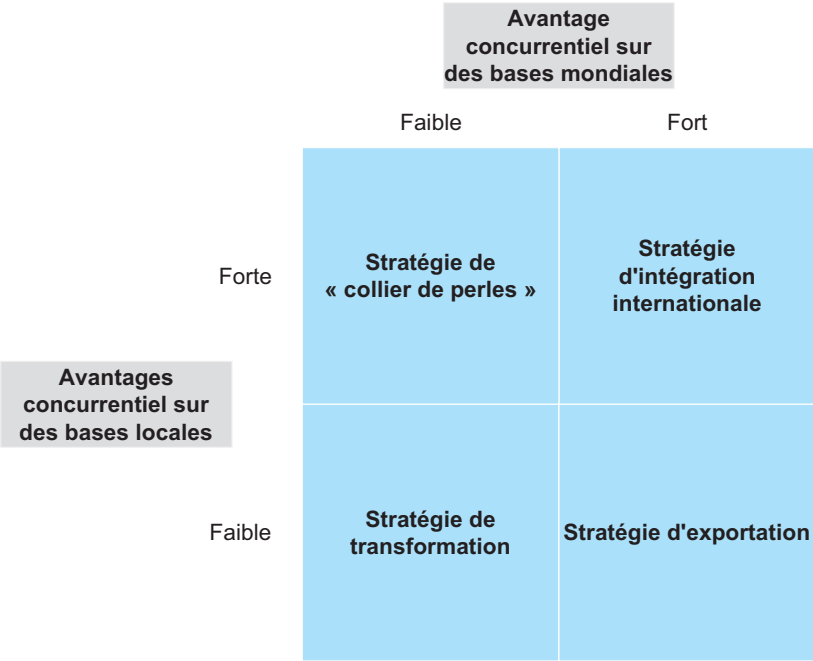 Avantage
concurrentiel sur
des bases mondiales
Faible
Fort
Forte
Stratégie de
« collier de perles »
Stratégie
d'intégration
internationale
Avantages
concurrentiel sur
des bases locales
Faible
Stratégie de
transformation
Stratégie d'exportation